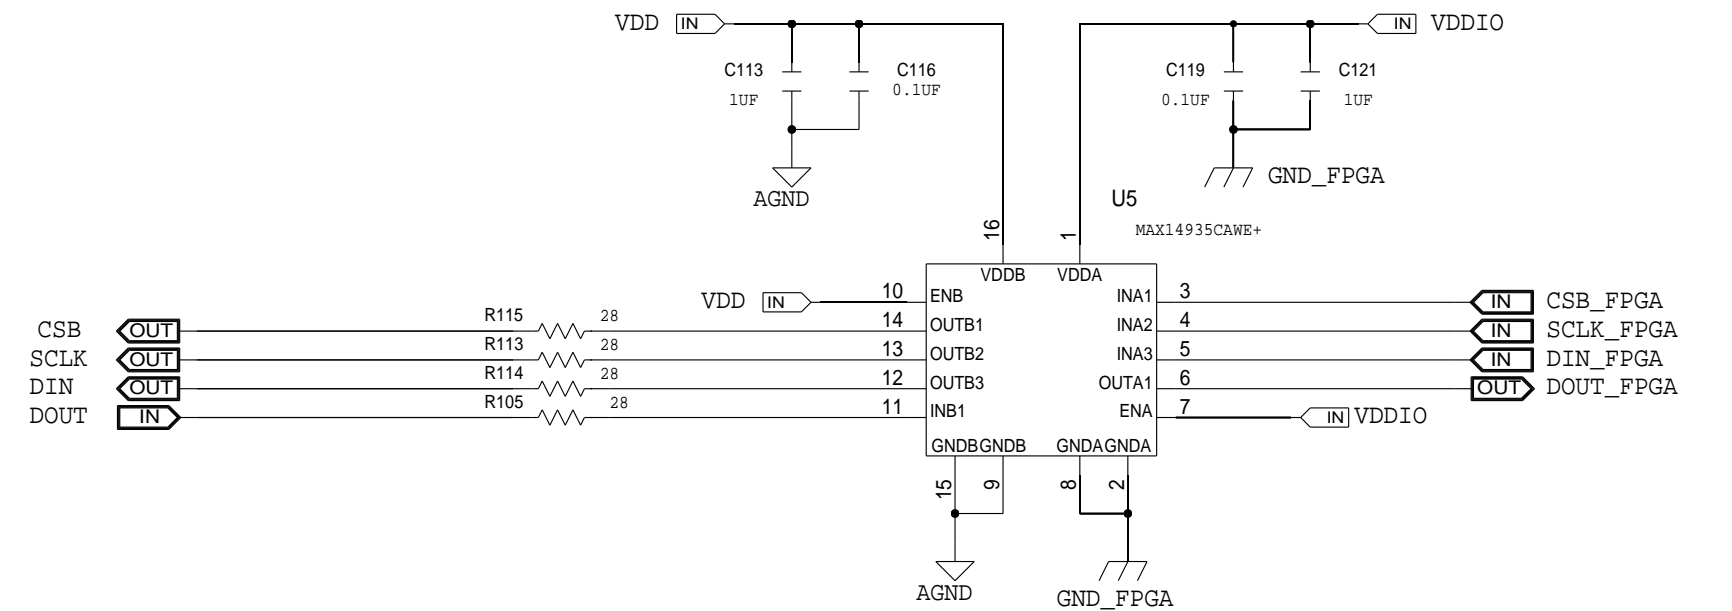 VDD IN IN VDDIO
C113 C116 C119 C121
1UF 0.1UF 0.1UF 1UF
AGND GND_FPGA
U5
MAX14935CAWE+
16 1
VDDB VDDA
VDD IN 10 ENB INA1 3 IN CSB_FPGA
CSB OUT R115 28 14 OUTB1 INA2 4 IN SCLK_FPGA
SCLK OUT R113 28 13 OUTB2 INA3 5 IN DIN_FPGA
DIN OUT R114 28 12 OUTB3 OUTA1 6 OUT DOUT_FPGA
DOUT IN R105 28 11 INB1 ENA 7 IN VDDIO
GNDB GNDB GNDA GNDA
15 9 8 2
AGND GND_FPGA